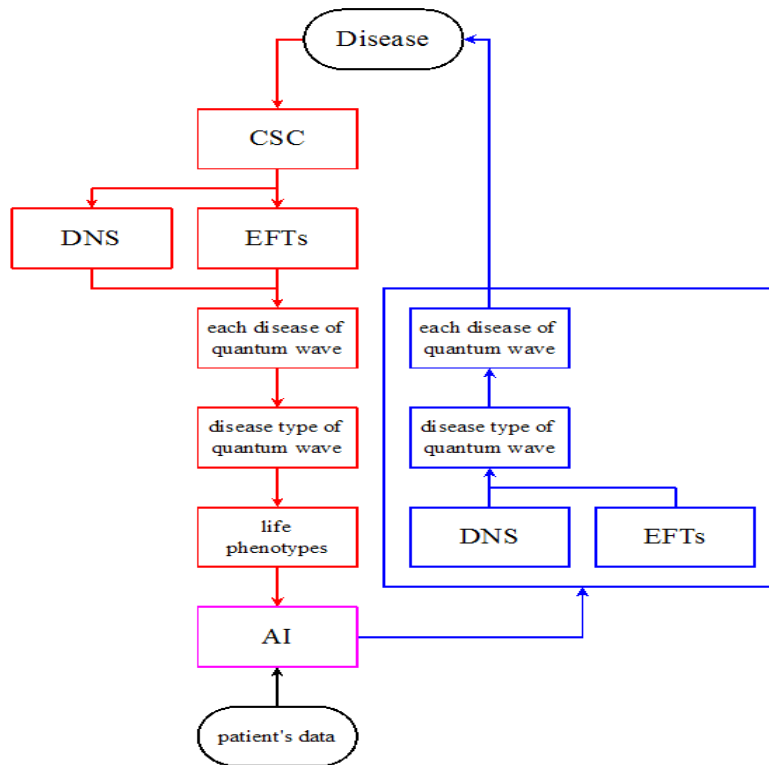 Disease
CSC
DNS
EFTs
each disease of
quantum wave
disease type of
quantum wave
life
phenotypes
AI
patient's data
each disease of
quantum wave
disease type of
quantum wave
DNS
EFTs